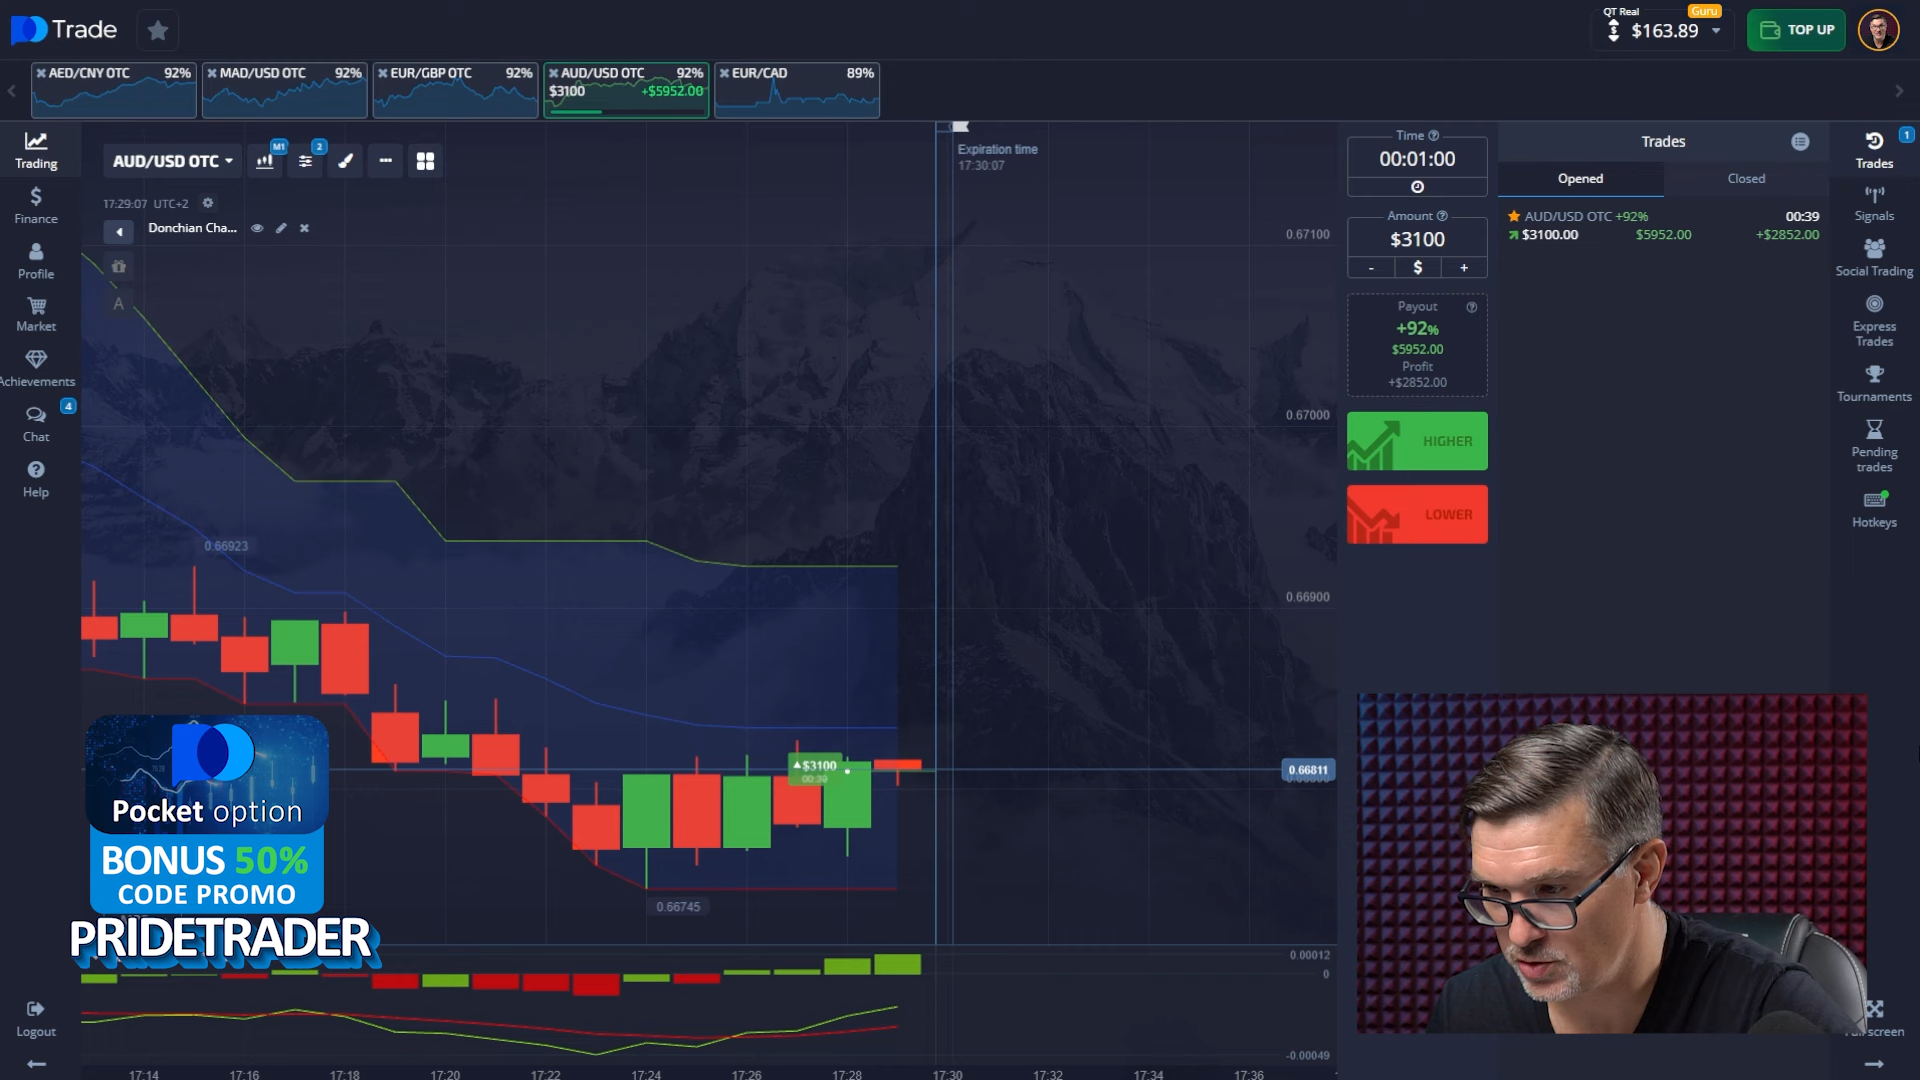 Trade
QT Real
Guru
$163.89
TOP UP
AED/CNY OTC 92%
MAD/USD OTC 92%
EUR/GBP OTC 92%
AUD/USD OTC 92%
$3100 +$5952.00
EUR/CAD 89%
Trading
Finance
Profile
Market
Achievements
4
Chat
Help
Logout
AUD/USD OTC
M1
2
17:29:07 UTC+2
Donchian Cha...
A
Expiration time
17:30:07
0.67100
0.67000
0.66900
0.66811
0.66923
0.66745
$3100
00:39
0.00012
0
-0.00049
17:14 17:16 17:18 17:20 17:22 17:24 17:26 17:28 17:30 17:32 17:34 17:36
Time
00:01:00
Amount
$3100
- $ +
Payout
+92%
$5952.00
Profit
+$2852.00
HIGHER
LOWER
Trades
Opened Closed
AUD/USD OTC +92% 00:39
$3100.00 $5952.00 +$2852.00
1
Trades
Signals
Social Trading
Express
Trades
Tournaments
Pending
trades
Hotkeys
Pocket option
BONUS 50%
CODE PROMO
PRIDETRADER